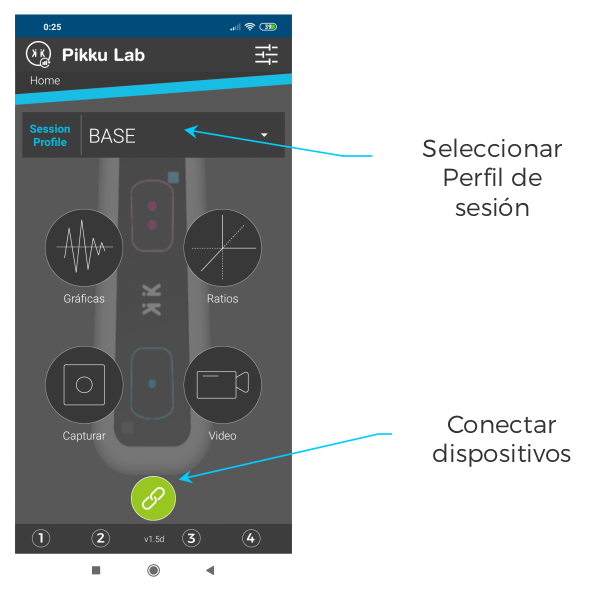 0:25
39
Pikku Lab
Home
Session
Profile
BASE
Seleccionar
Perfil de
sesión
Gráficas
Ratios
Capturar
Video
Conectar
dispositivos
1 2 v1.5d 3 4